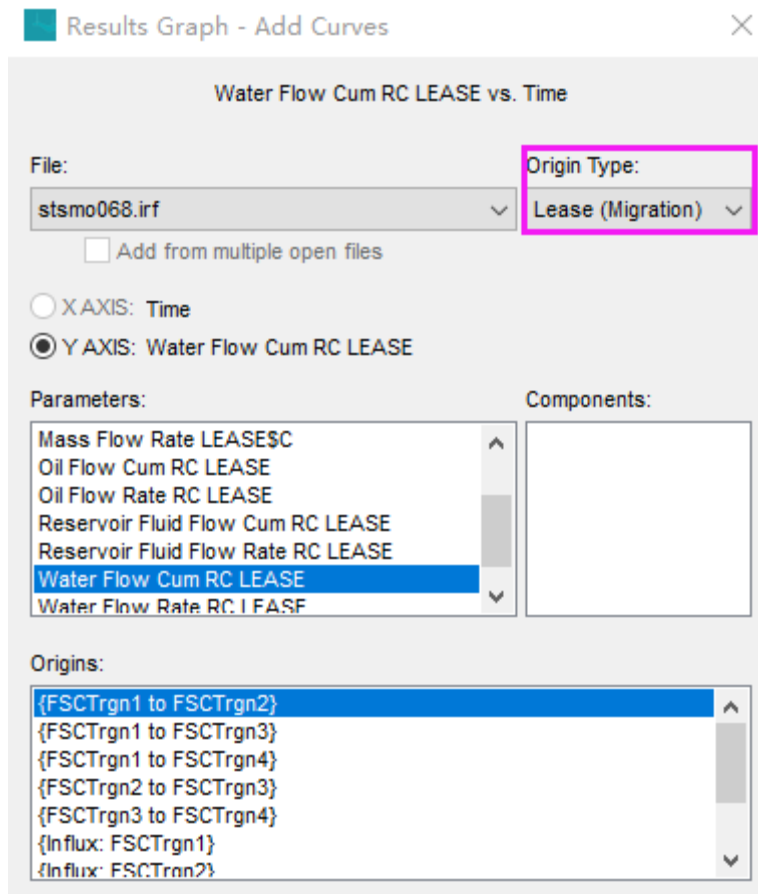 Results Graph - Add Curves
Water Flow Cum RC LEASE vs. Time
File:
Origin Type:
stsmo068.irf
Lease (Migration)
Add from multiple open files
X AXIS: Time
Y AXIS: Water Flow Cum RC LEASE
Parameters:
Components:
Mass Flow Rate LEASE$C
Oil Flow Cum RC LEASE
Oil Flow Rate RC LEASE
Reservoir Fluid Flow Cum RC LEASE
Reservoir Fluid Flow Rate RC LEASE
Water Flow Cum RC LEASE
Water Flow Rate RC LEASE
Origins:
{FSCTrgn1 to FSCTrgn2}
{FSCTrgn1 to FSCTrgn3}
{FSCTrgn1 to FSCTrgn4}
{FSCTrgn2 to FSCTrgn3}
{FSCTrgn3 to FSCTrgn4}
{Influx: FSCTrgn1}
{Influx: FSCTrgn2}